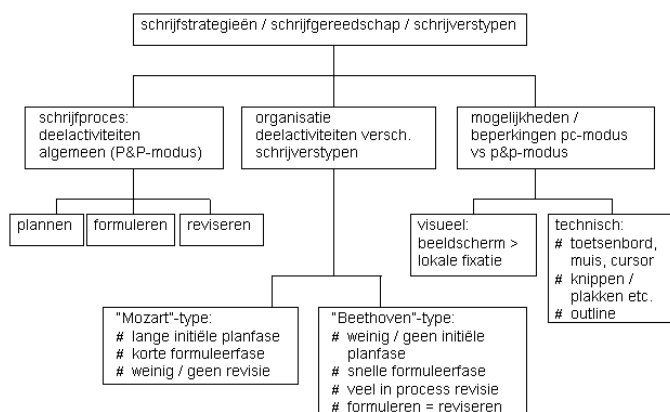 schrijfstrategieën / schrijfgereedschap / schrijverstypen
schrijfproces:
deelactiviteiten
algemeen (P&P-modus)
organisatie
deelactiviteiten versch.
schrijverstypen
mogelijkheden /
beperkingen pc-modus
vs p&p-modus
plannen
formuleren
reviseren
visueel:
beeldscherm >
lokale fixatie
technisch:
# toetsenbord,
muis, cursor
# knippen /
plakken etc.
# outline
"Mozart"-type:
# lange initiële planfase
# korte formuleerfase
# weinig / geen revisie
"Beethoven"-type:
# weinig / geen initiële
planfase
# snelle formuleerfase
# veel in process revisie
# formuleren = reviseren